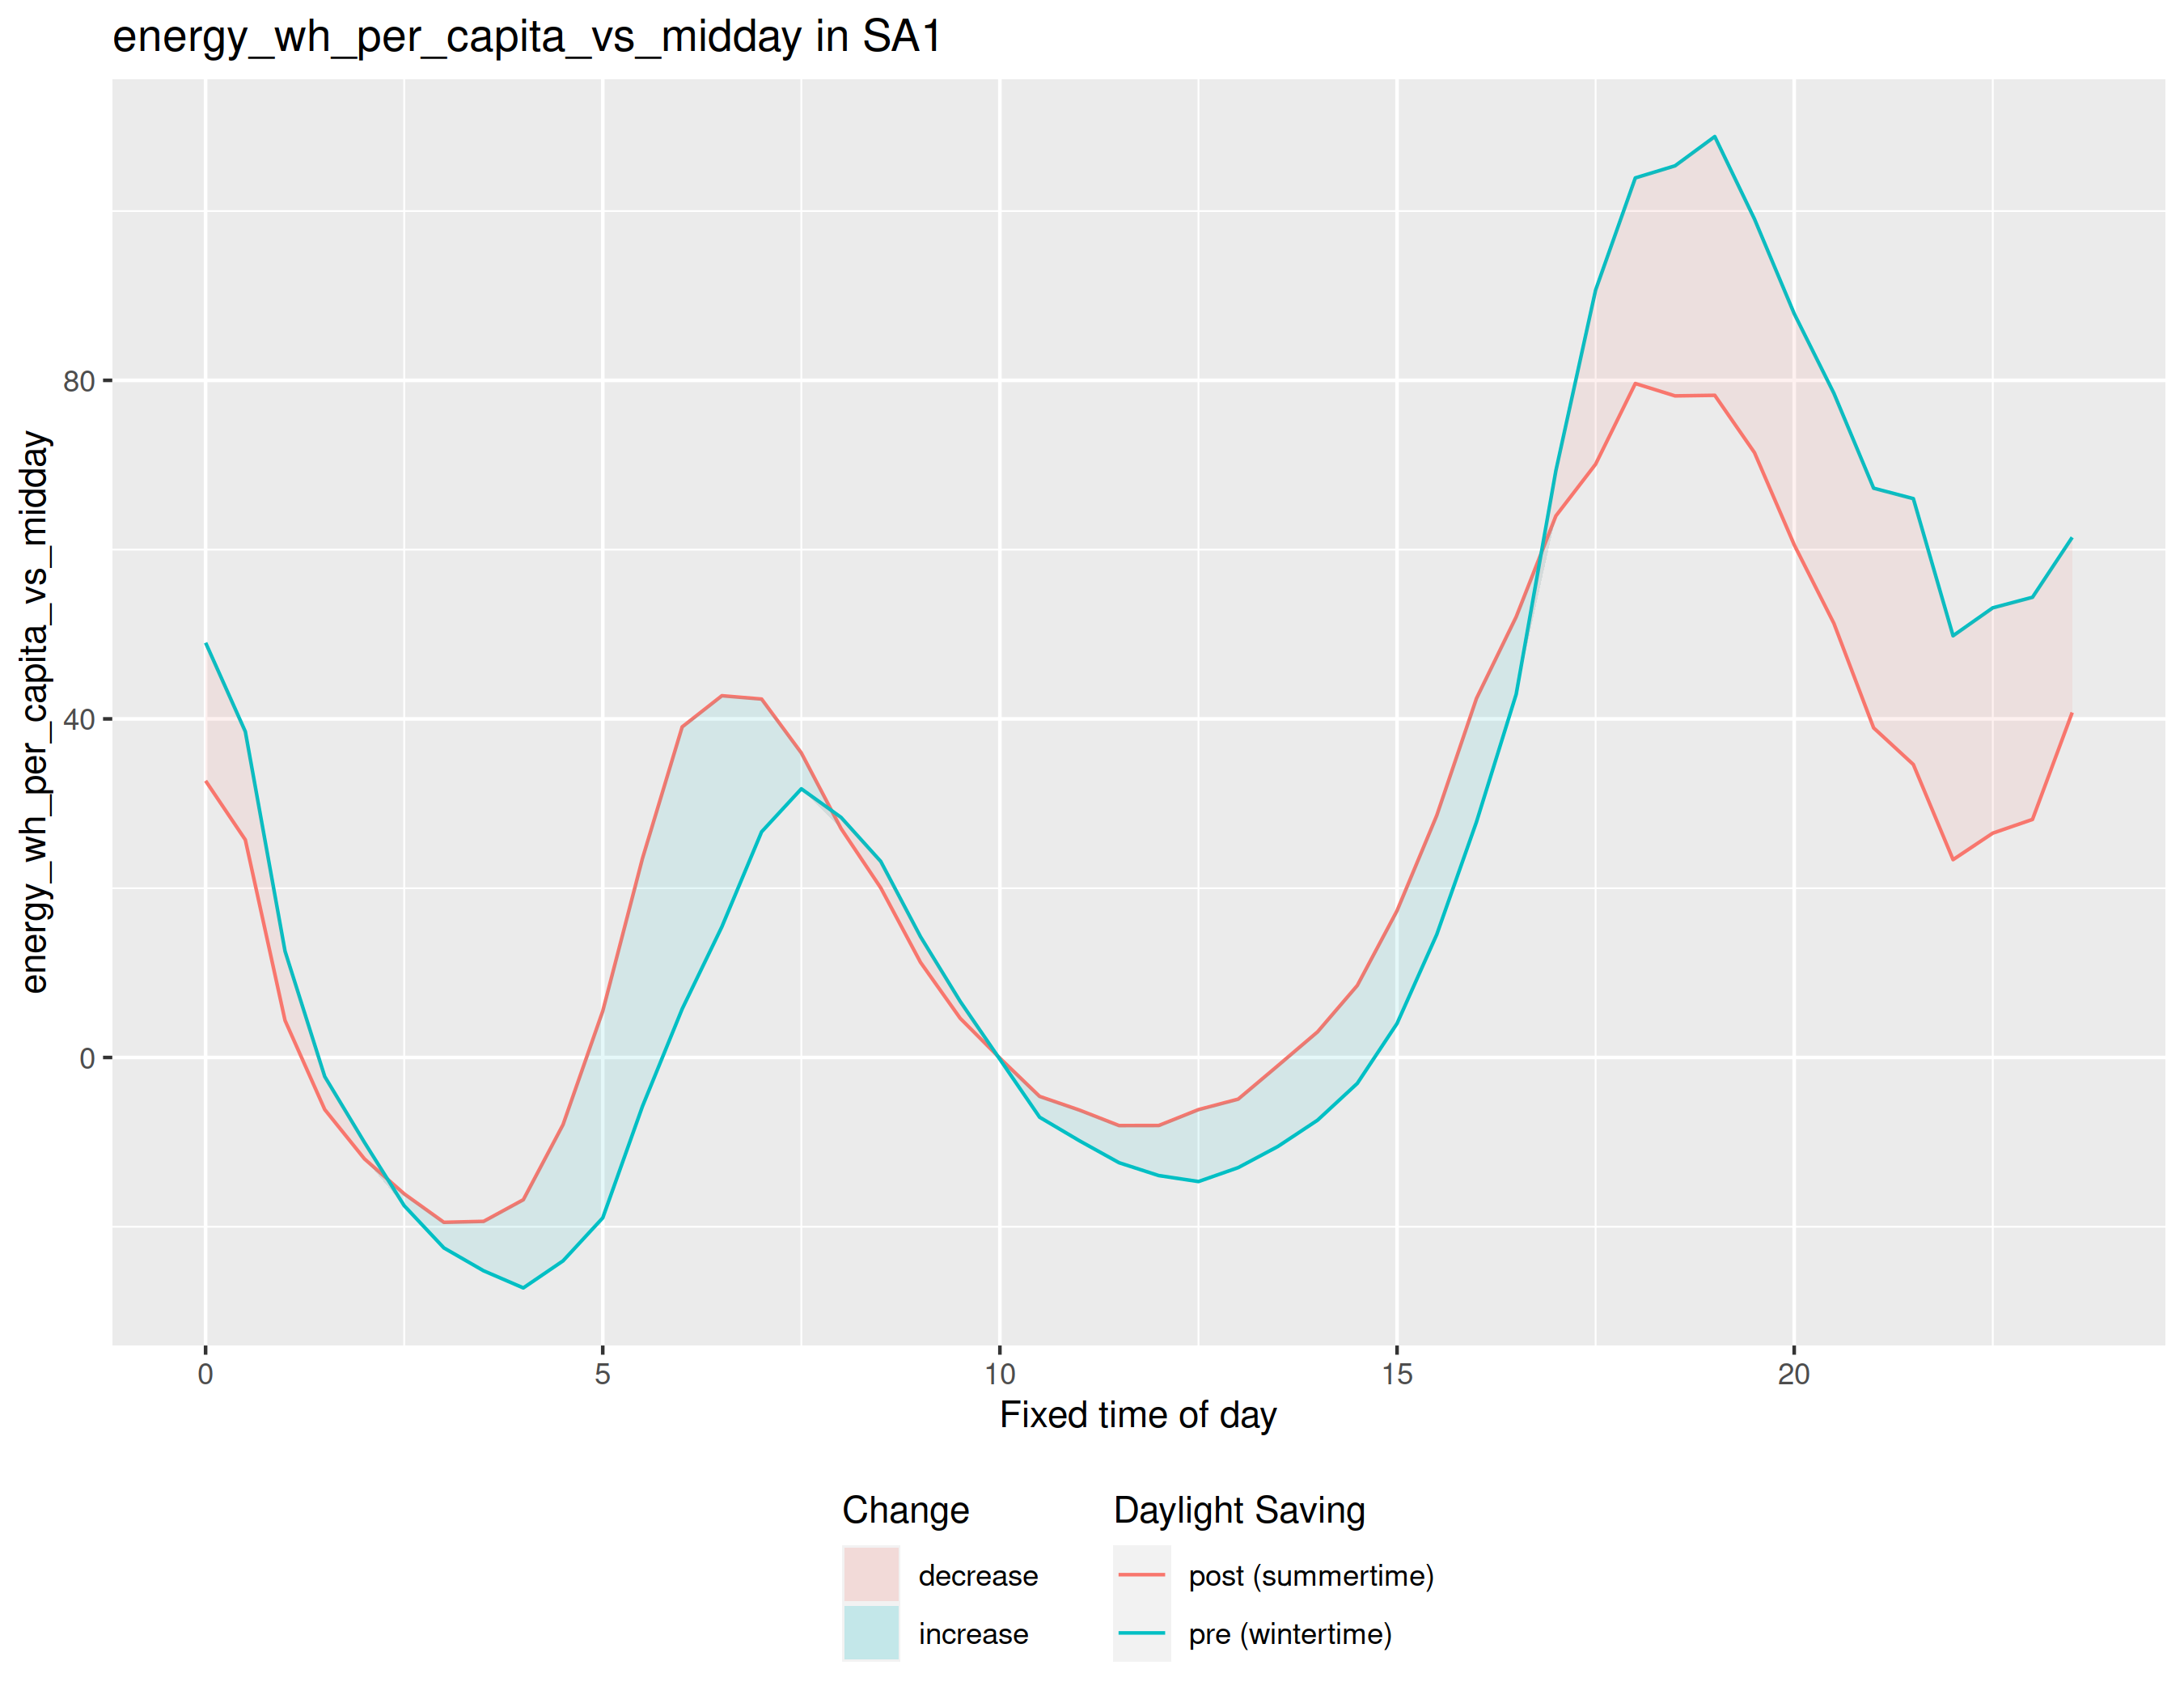 energy_wh_per_capita_vs_midday in SA1
energy_wh_per_capita_vs_midday
80
40
0
0 5 10 15 20
Fixed time of day
Change
decrease
increase
Daylight Saving
post (summertime)
pre (wintertime)